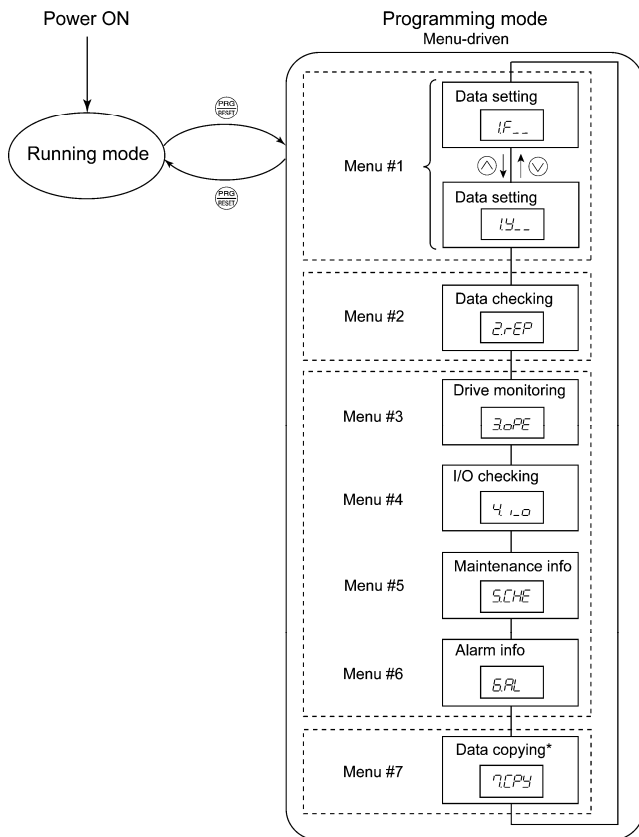 Power ON
Programming mode
Menu-driven
PRG
RESET
Running mode
PRG
RESET
Menu #1
Data setting
1.F__
Data setting
1.y__
Menu #2
Data checking
2.rEP
Menu #3
Drive monitoring
3.oPE
Menu #4
I/O checking
4.i_o
Menu #5
Maintenance info
5.CHE
Menu #6
Alarm info
6.AL
Menu #7
Data copying*
7.CPY